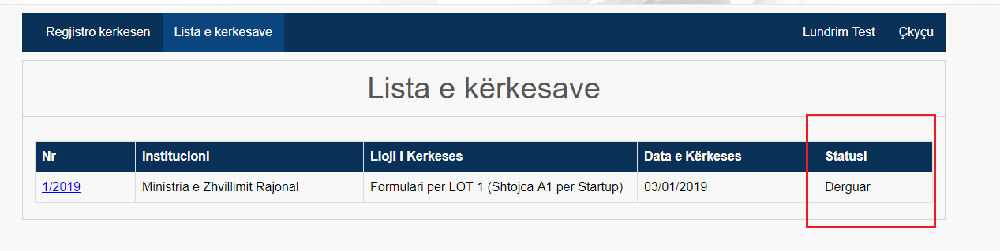 Regjistro kërkesën Lista e kërkesave Lundrim Test Çkyçu
Lista e kërkesave
Nr Institucioni Lloji i Kerkeses Data e Kërkeses Statusi
1/2019 Ministria e Zhvillimit Rajonal Formulari për LOT 1 (Shtojca A1 për Startup) 03/01/2019 Dërguar